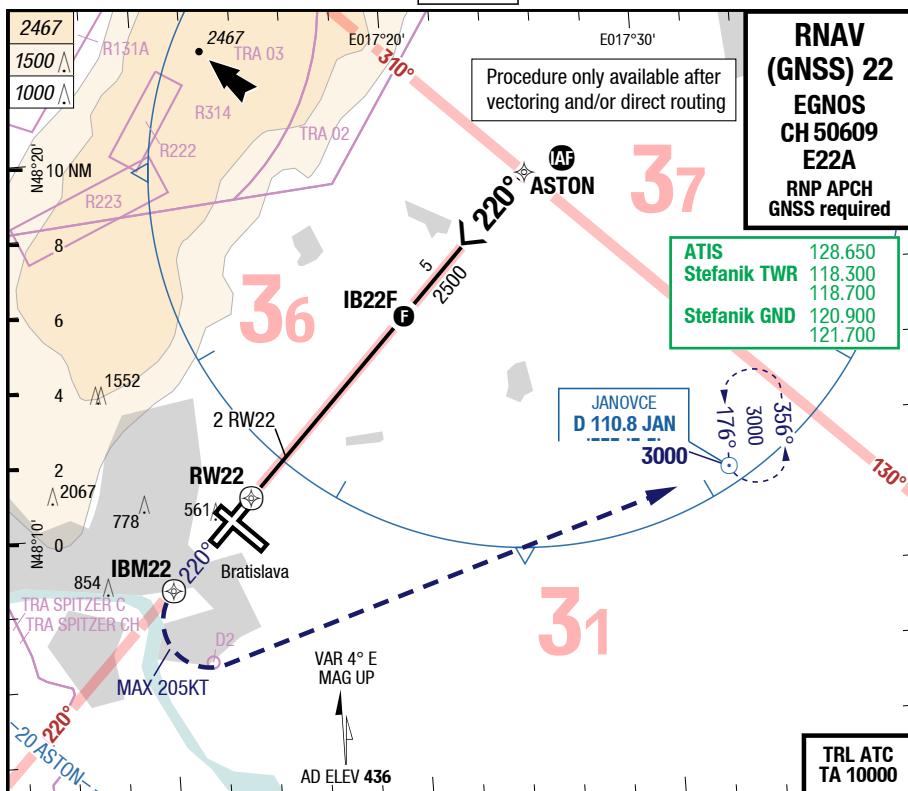 2467
1500
1000
R131A
2467
TRA 03
E017°20'
E017°30'
310°
Procedure only available after
vectoring and/or direct routing
RNAV
(GNSS) 22
EGNOS
CH 50609
E22A
RNP APCH
GNSS required
R314
TRA 02
N48°20'
10 NM
R222
R223
IAF
ASTON
220°
37
ATIS 128.650
Stefanik TWR 118.300
118.700
Stefanik GND 120.900
121.700
8
5
2500
IB22F
F
36
6
4
1552
JANOVCE
D 110.8 JAN
176°
3000
356°
3000
130°
2 RW22
2
2067
RW22
778
561
N48°10'
0
IBM22
220°
Bratislava
854
TRA SPITZER C
TRA SPITZER CH
31
D2
MAX 205KT
VAR 4° E
MAG UP
220°
20 ASTON
AD ELEV 436
TRL ATC
TA 10000